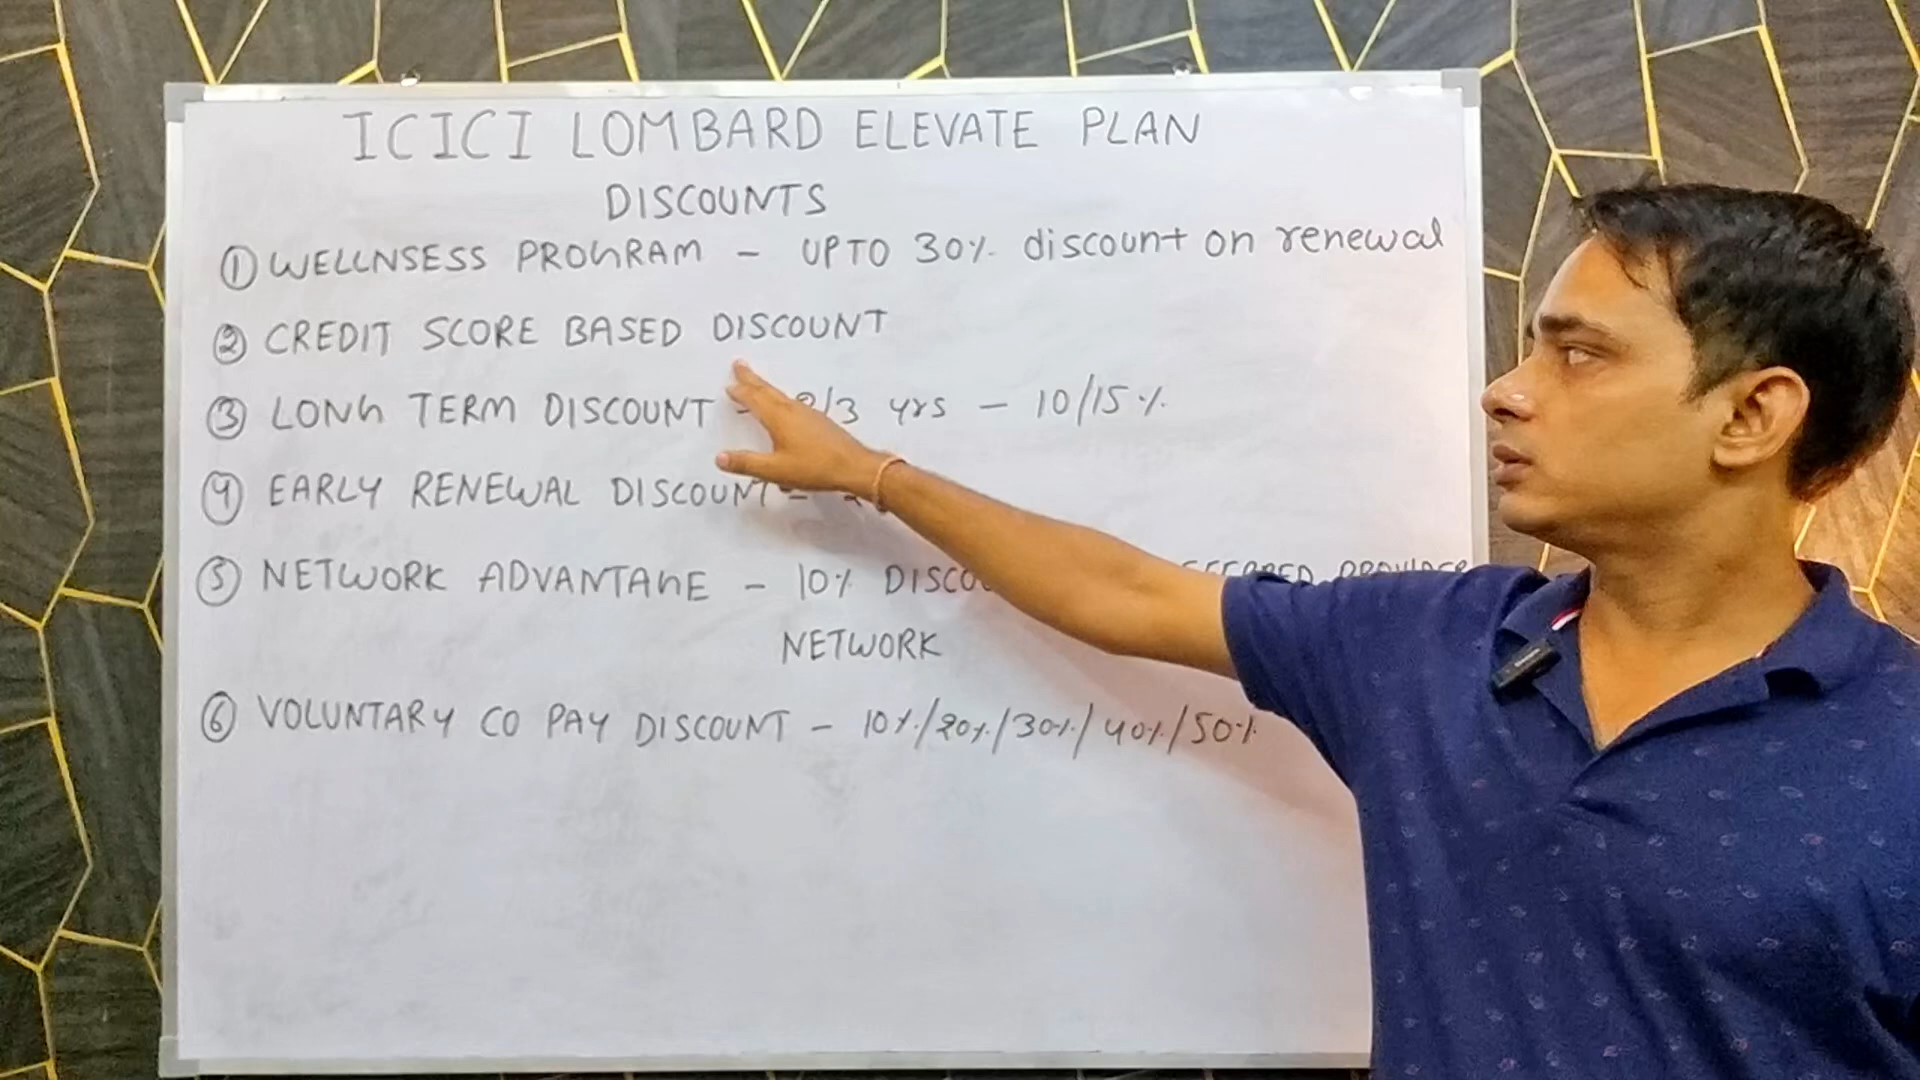 ICICI LOMBARD ELEVATE PLAN
DISCOUNTS
① WELLNSESS PROGRAM - UPTO 30% discount on renewal
② CREDIT SCORE BASED DISCOUNT
③ LONG TERM DISCOUNT - 2/3 yrs - 10/15%
④ EARLY RENEWAL DISCOUNT -
⑤ NETWORK ADVANTAGE - 10% PROVIDER
NETWORK
⑥ VOLUNTARY CO PAY DISCOUNT - 10%/20%/30%/40%/50%